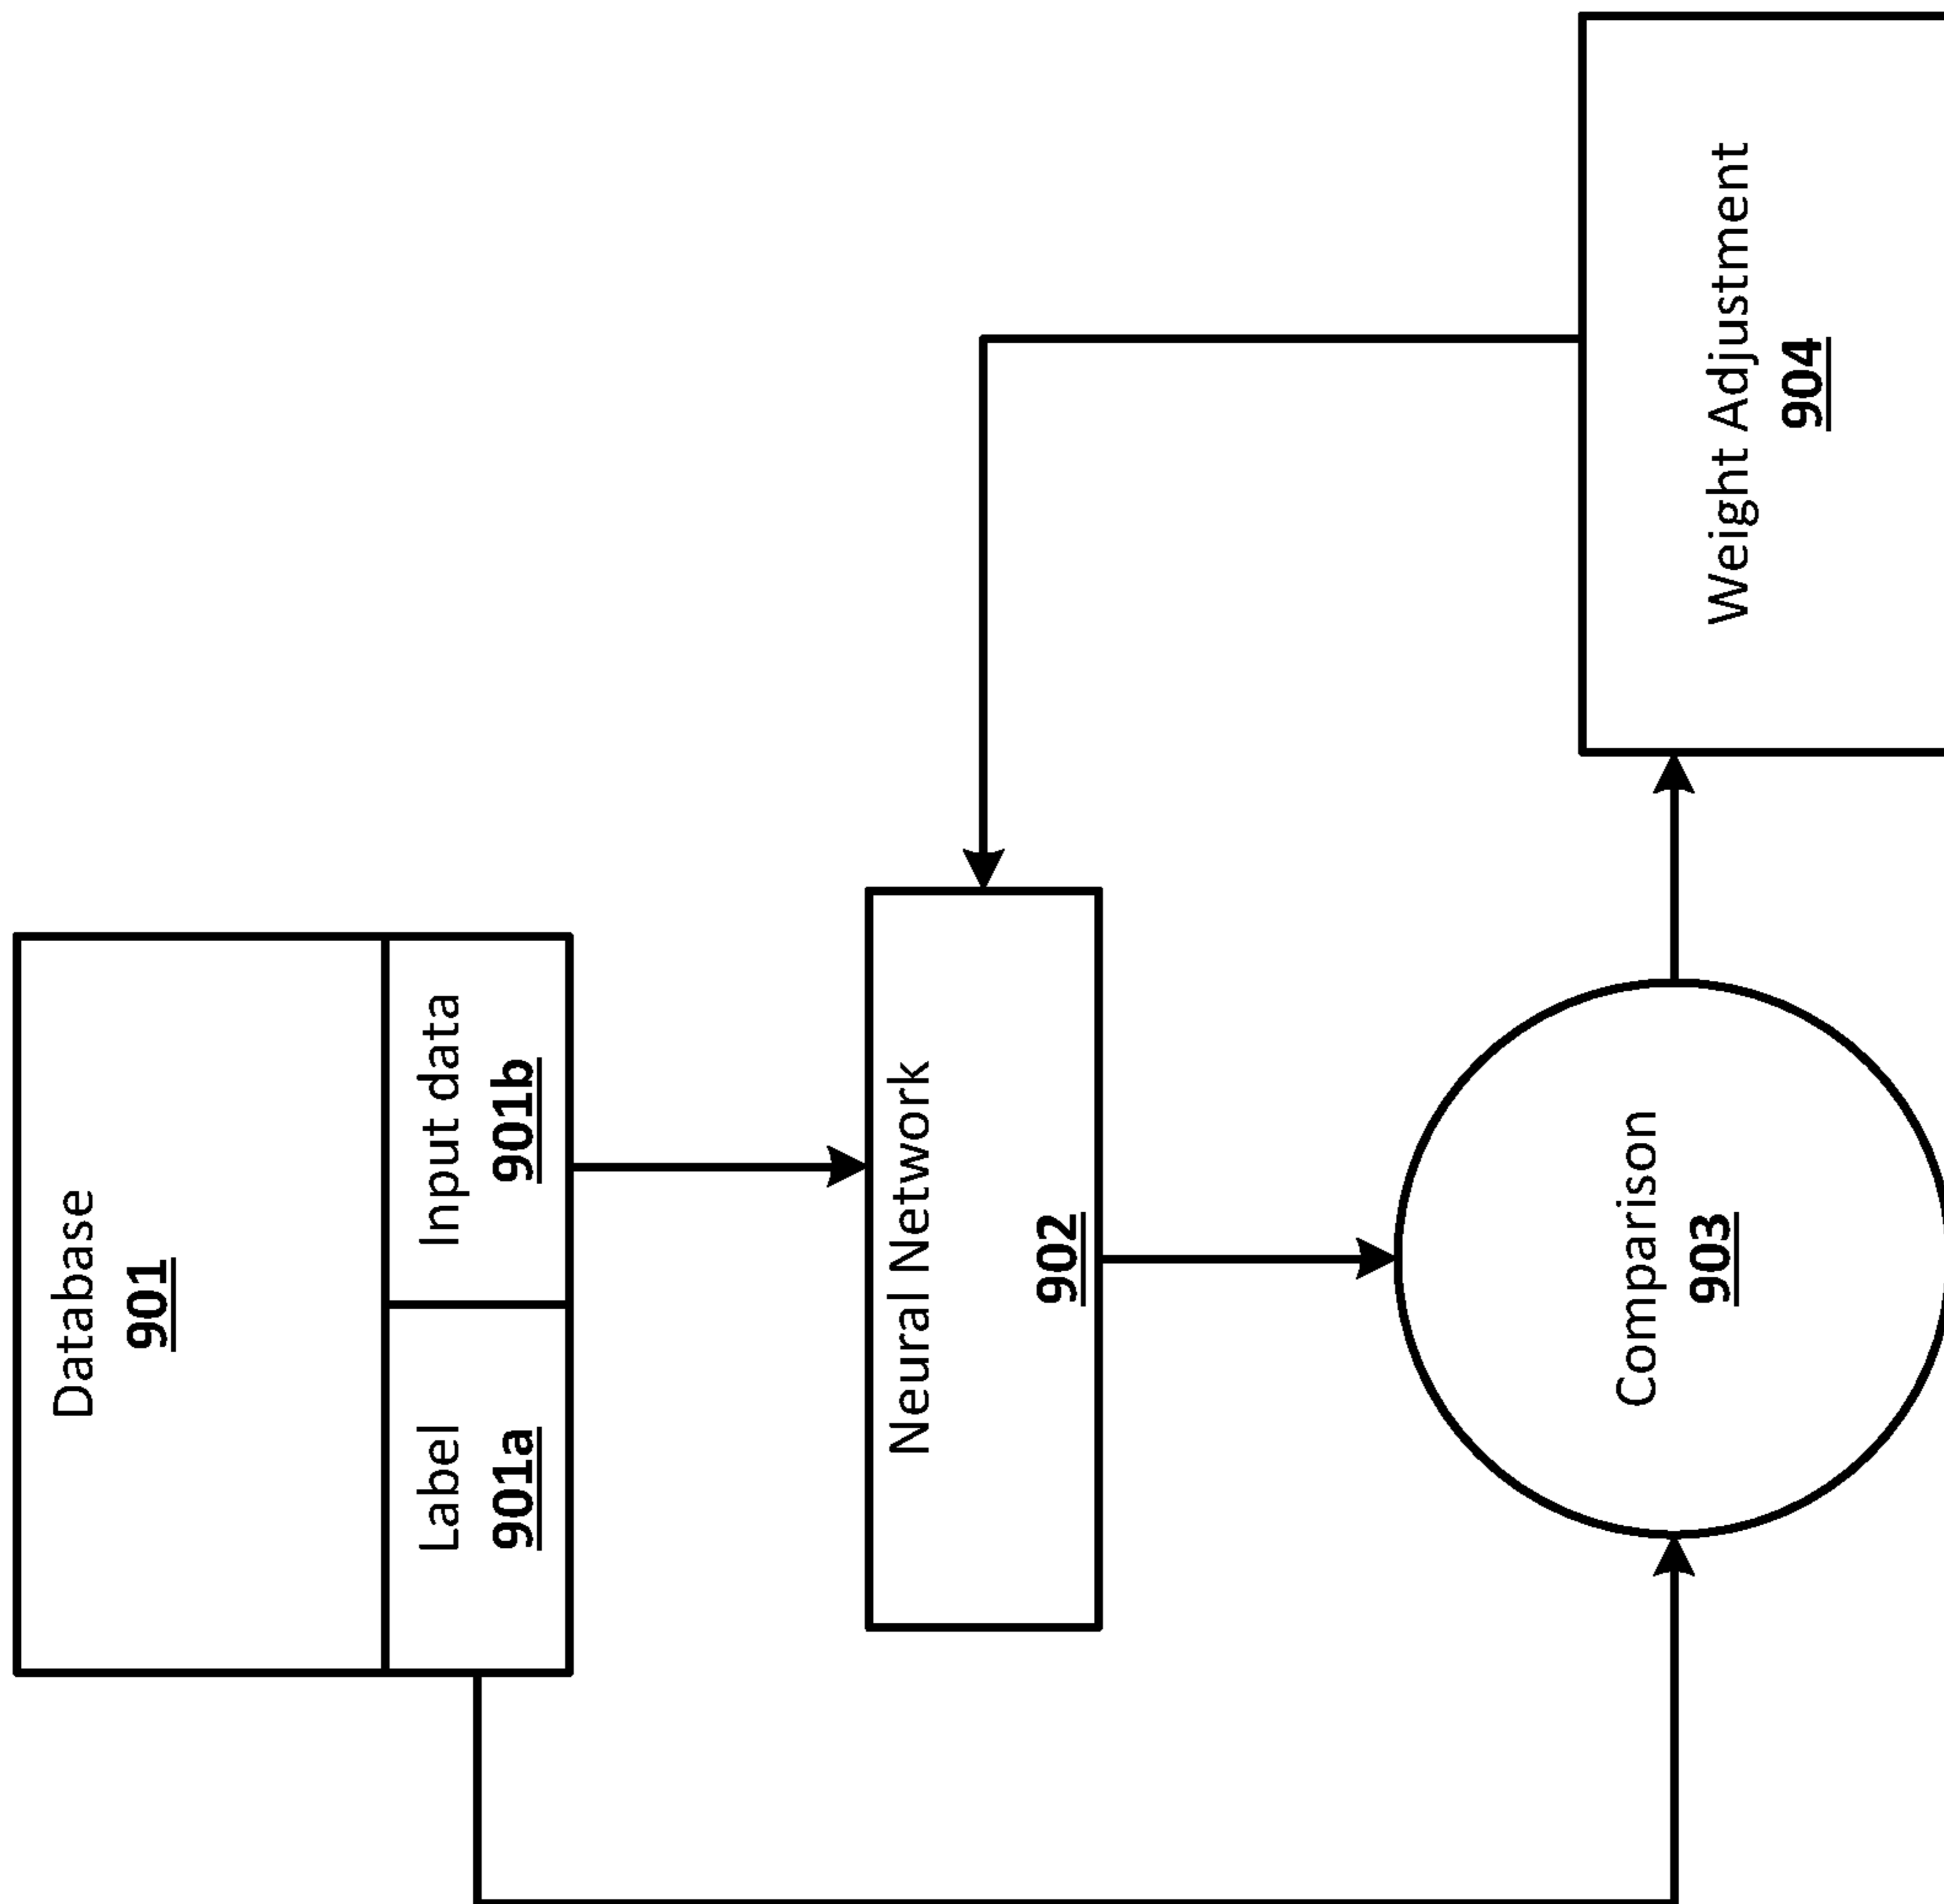 Database
901
Label
901a
Input data
901b
Neural Network
902
Comparison
903
Weight Adjustment
904